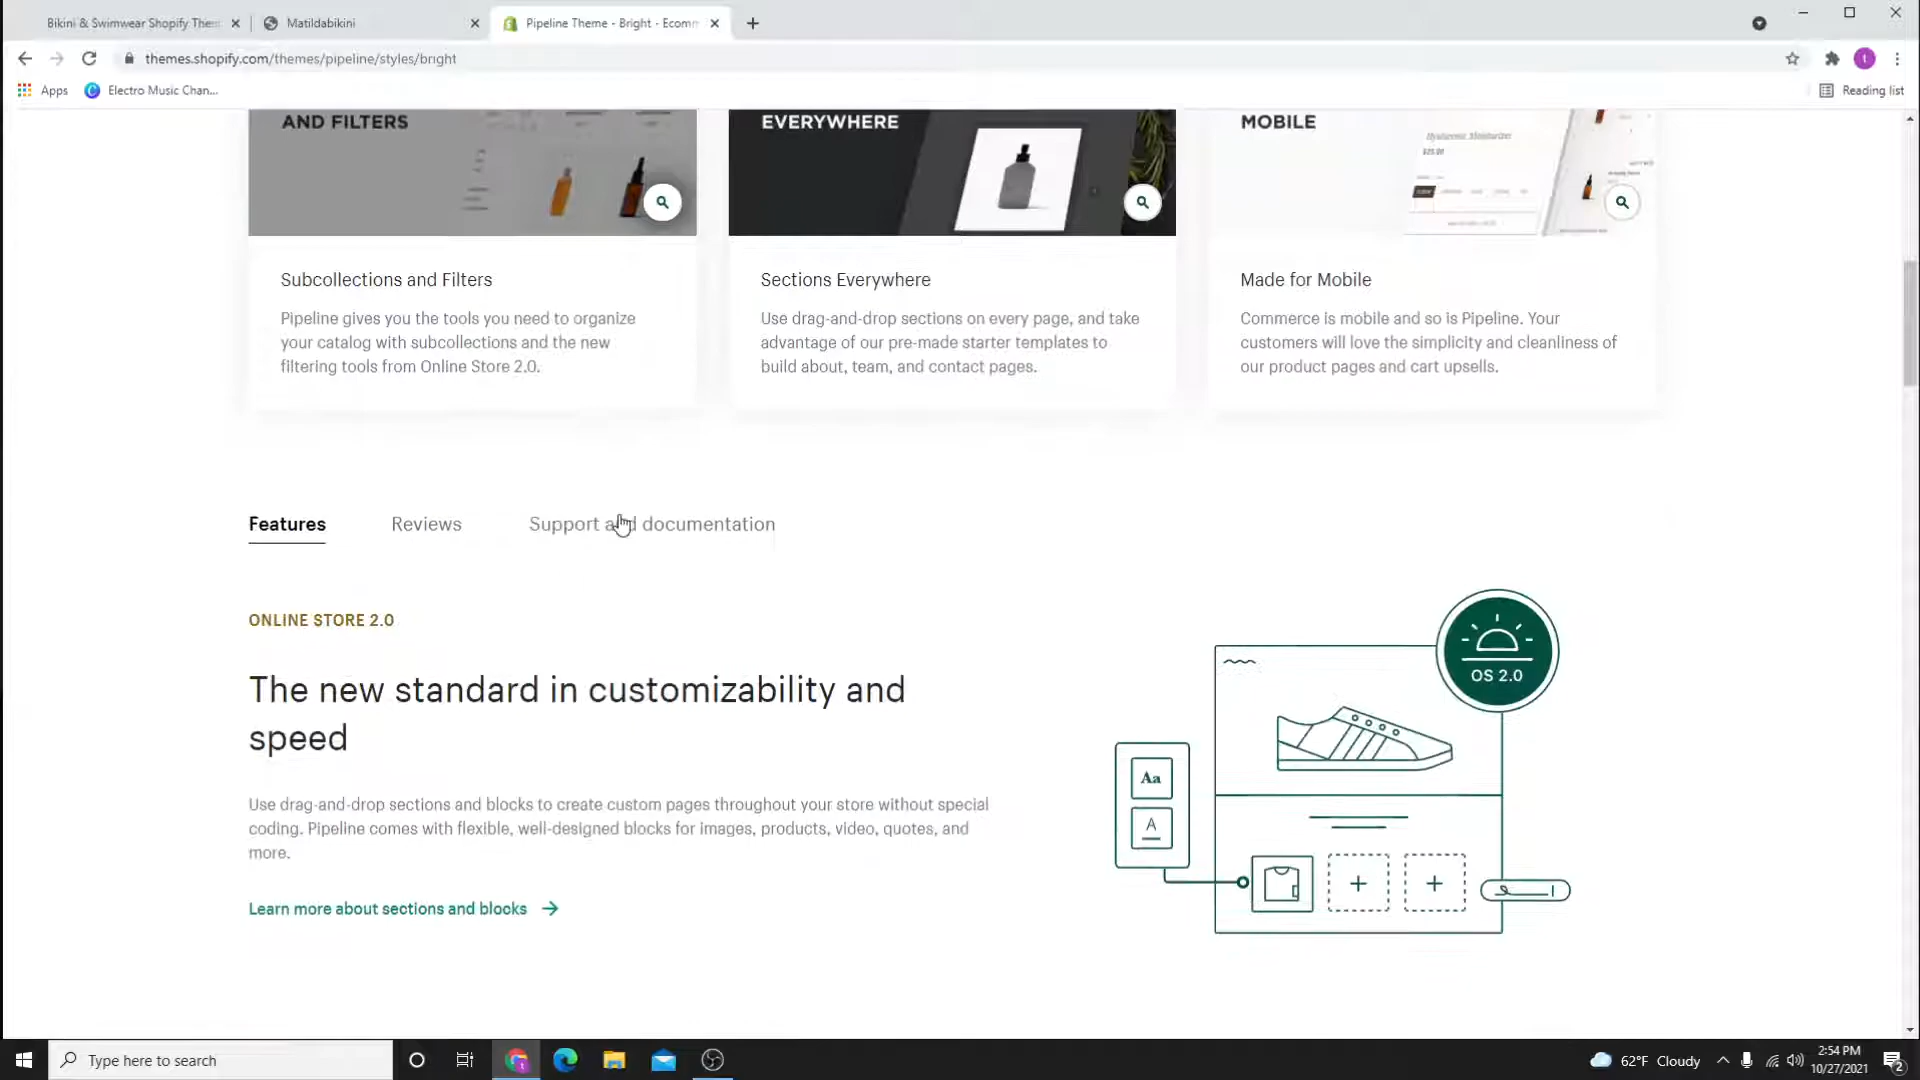 Bikini & Swimwear Shopify Them
Matildabikini
Pipeline Theme - Bright - Ecomm
themes.shopify.com/themes/pipeline/styles/bright
Apps
Electro Music Chan...
Reading list
AND FILTERS
EVERYWHERE
MOBILE
Hyaluronic Moisturizer
$25.00
Subcollections and Filters
Pipeline gives you the tools you need to organize
your catalog with subcollections and the new
filtering tools from Online Store 2.0.
Sections Everywhere
Use drag-and-drop sections on every page, and take
advantage of our pre-made starter templates to
build about, team, and contact pages.
Made for Mobile
Commerce is mobile and so is Pipeline. Your
customers will love the simplicity and cleanliness of
our product pages and cart upsells.
Features
Reviews
Support and documentation
ONLINE STORE 2.0
The new standard in customizability and
speed
Use drag-and-drop sections and blocks to create custom pages throughout your store without special
coding. Pipeline comes with flexible, well-designed blocks for images, products, video, quotes, and
more.
Learn more about sections and blocks
OS 2.0
Aa
A
Type here to search
62°F Cloudy
2:54 PM
10/27/2021
2